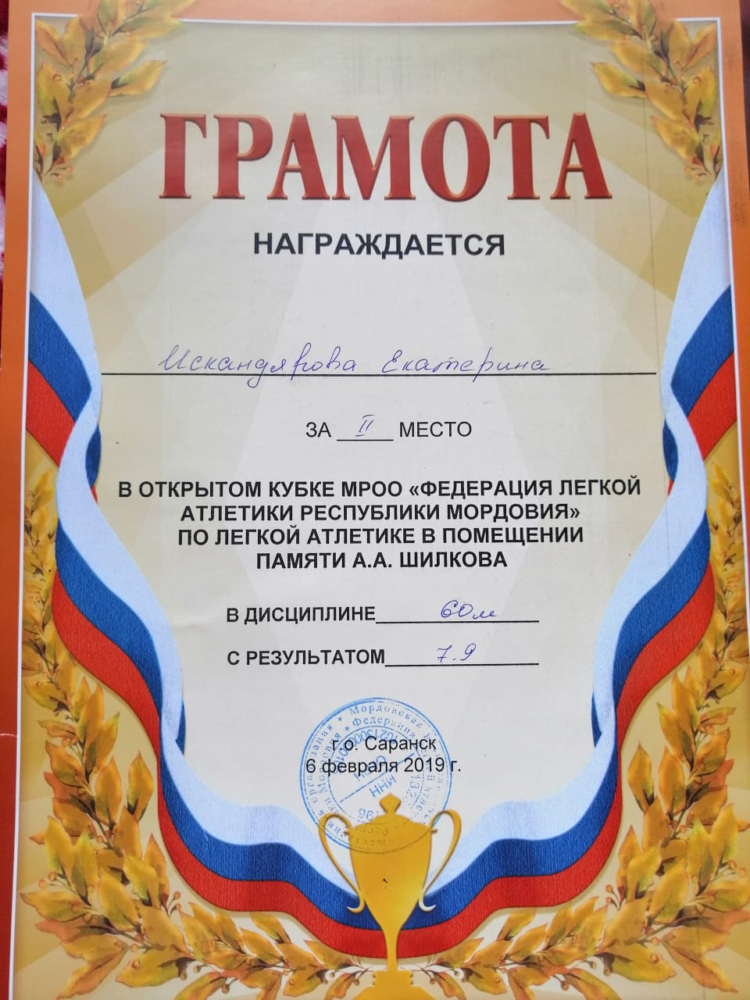 ГРАМОТА
НАГРАЖДАЕТСЯ
Искандярова Екатерина
ЗА II МЕСТО
В ОТКРЫТОМ КУБКЕ МРОО «ФЕДЕРАЦИЯ ЛЕГКОЙ
АТЛЕТИКИ РЕСПУБЛИКИ МОРДОВИЯ»
ПО ЛЕГКОЙ АТЛЕТИКЕ В ПОМЕЩЕНИИ
ПАМЯТИ А.А. ШИЛКОВА
В ДИСЦИПЛИНЕ 60м
С РЕЗУЛЬТАТОМ 7.9
г.о. Саранск
6 февраля 2019 г.
ИНН